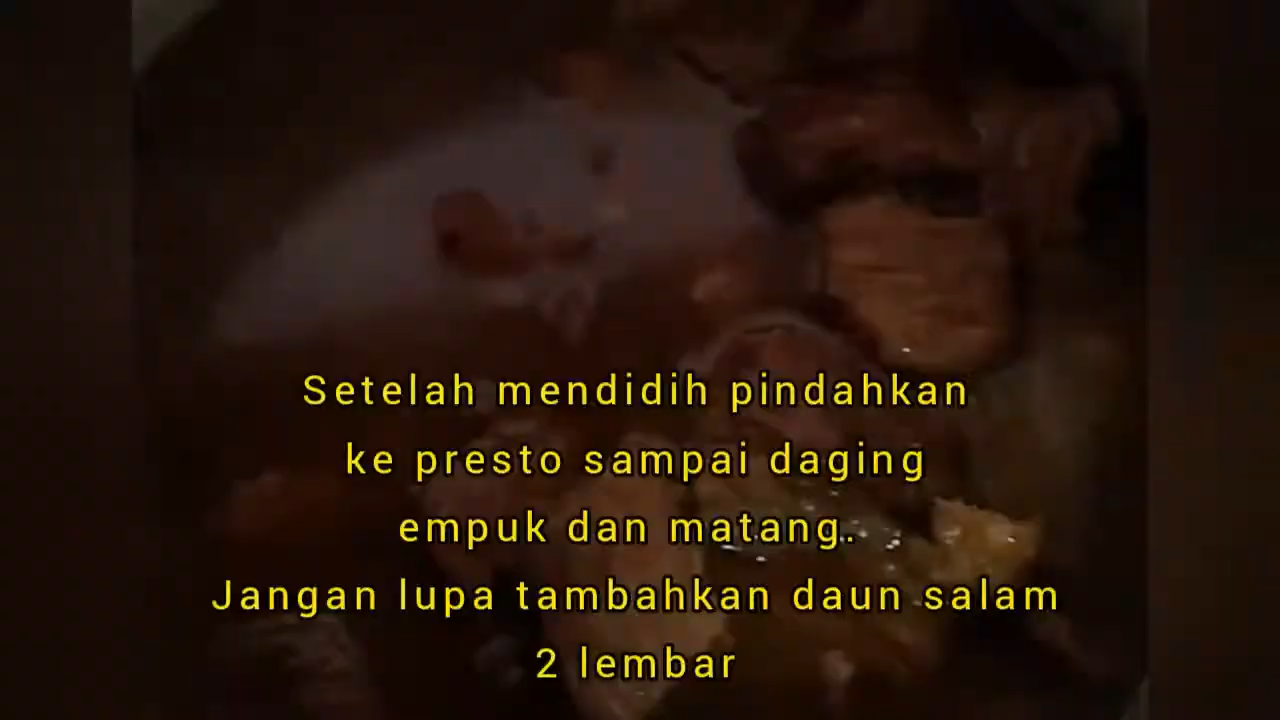 Setelah mendidih pindahkan
ke presto sampai daging
empuk dan matang.
Jangan lupa tambahkan daun salam
2 lembar